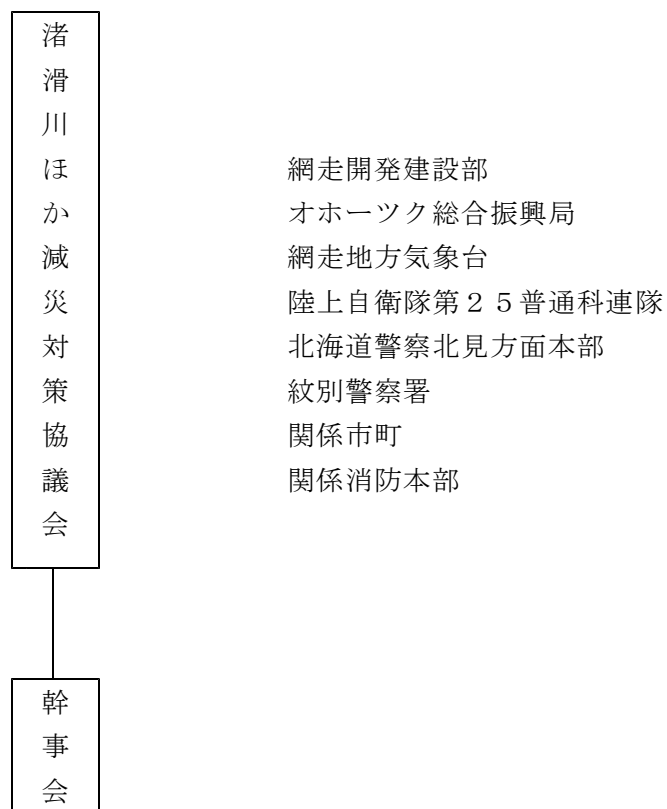 渚滑川ほか減災対策協議会
網走開発建設部
オホーツク総合振興局
網走地方気象台
陸上自衛隊第２５普通科連隊
北海道警察北見方面本部
紋別警察署
関係市町
関係消防本部
幹事会